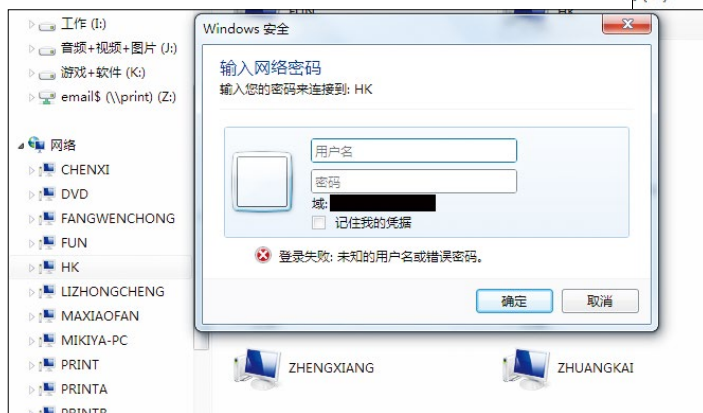 工作 (I:)
音频+视频+图片 (J:)
游戏+软件 (K:)
email$ (\\print) (Z:)
网络
CHENXI
DVD
FANGWENCHONG
FUN
HK
LIZHONGCHENG
MAXIAOFAN
MIKIYA-PC
PRINT
PRINTA
PRINTB
FUN
HK
Windows 安全
输入网络密码
输入您的密码来连接到: HK
用户名
密码
域:
记住我的凭据
登录失败: 未知的用户名或错误密码。
确定
取消
ZHENGXIANG
ZHUANGKAI